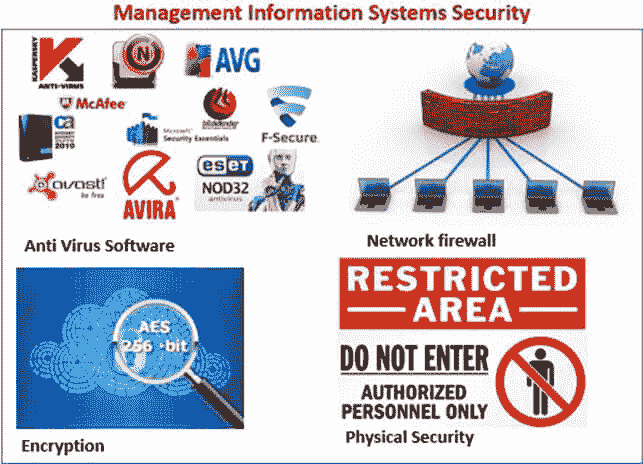 Management Information Systems Security
KASPERSKY
ANTI-VIRUS
N
AVG
McAfee
ca
2010
Microsoft
Security Essentials
F-Secure
avast!
be free
AVIRA
eset
NOD32
antivirus
Anti Virus Software
Network firewall
AES
256 -bit
Encryption
RESTRICTED
AREA
DO NOT ENTER
AUTHORIZED
PERSONNEL ONLY
Physical Security